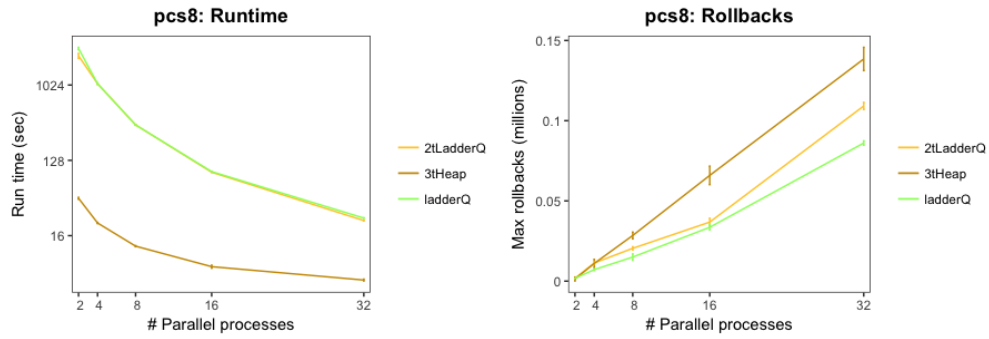 pcs8: Runtime
Run time (sec)
1024
128
16
2 4 8 16 32
# Parallel processes
2tLadderQ
3tHeap
ladderQ
pcs8: Rollbacks
Max rollbacks (millions)
0.15
0.1
0.05
0
2 4 8 16 32
# Parallel processes
2tLadderQ
3tHeap
ladderQ